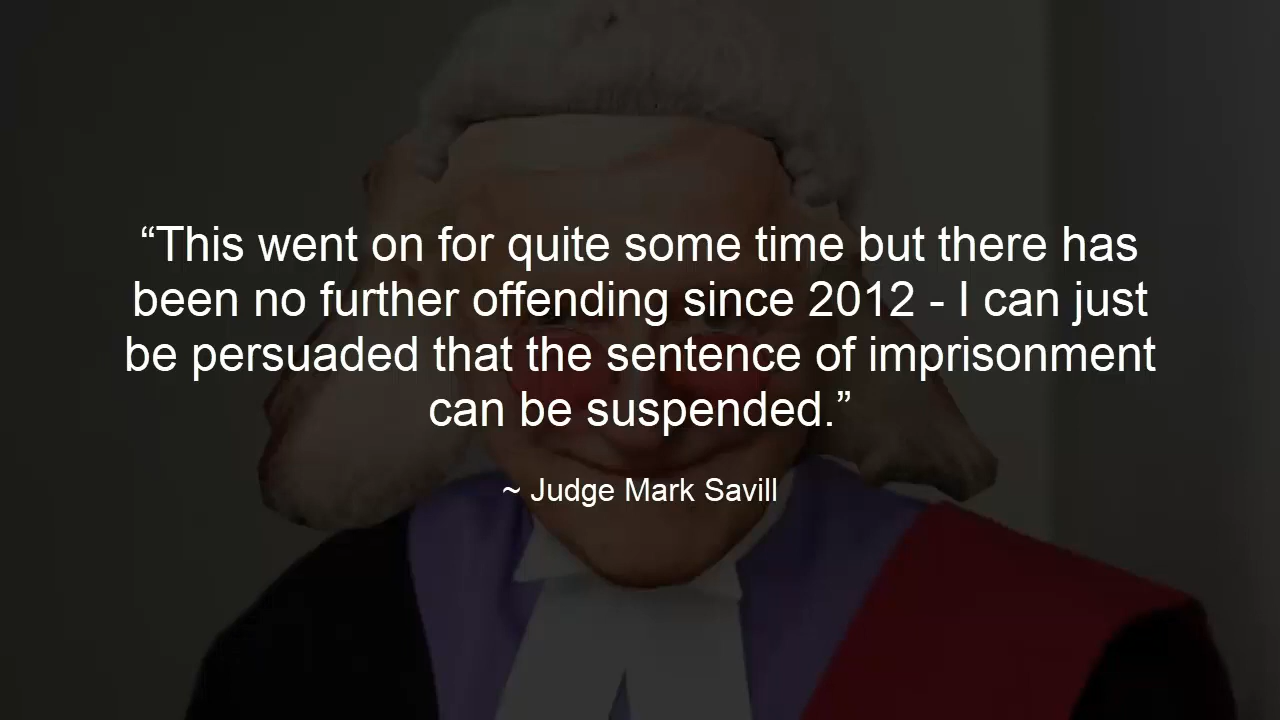 “This went on for quite some time but there has
been no further offending since 2012 - I can just
be persuaded that the sentence of imprisonment
can be suspended.”
~ Judge Mark Savill